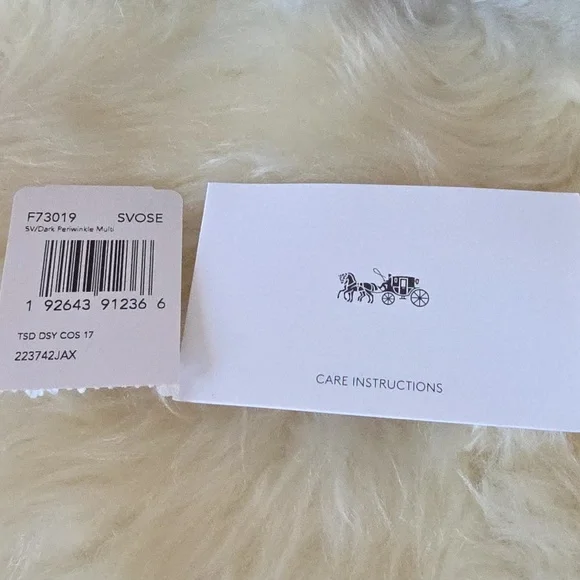 F73019 SVOSE
SV/Dark Periwinkle Multi
1 92643 91236 6
TSD DSY COS 17
223742JAX
CARE INSTRUCTIONS